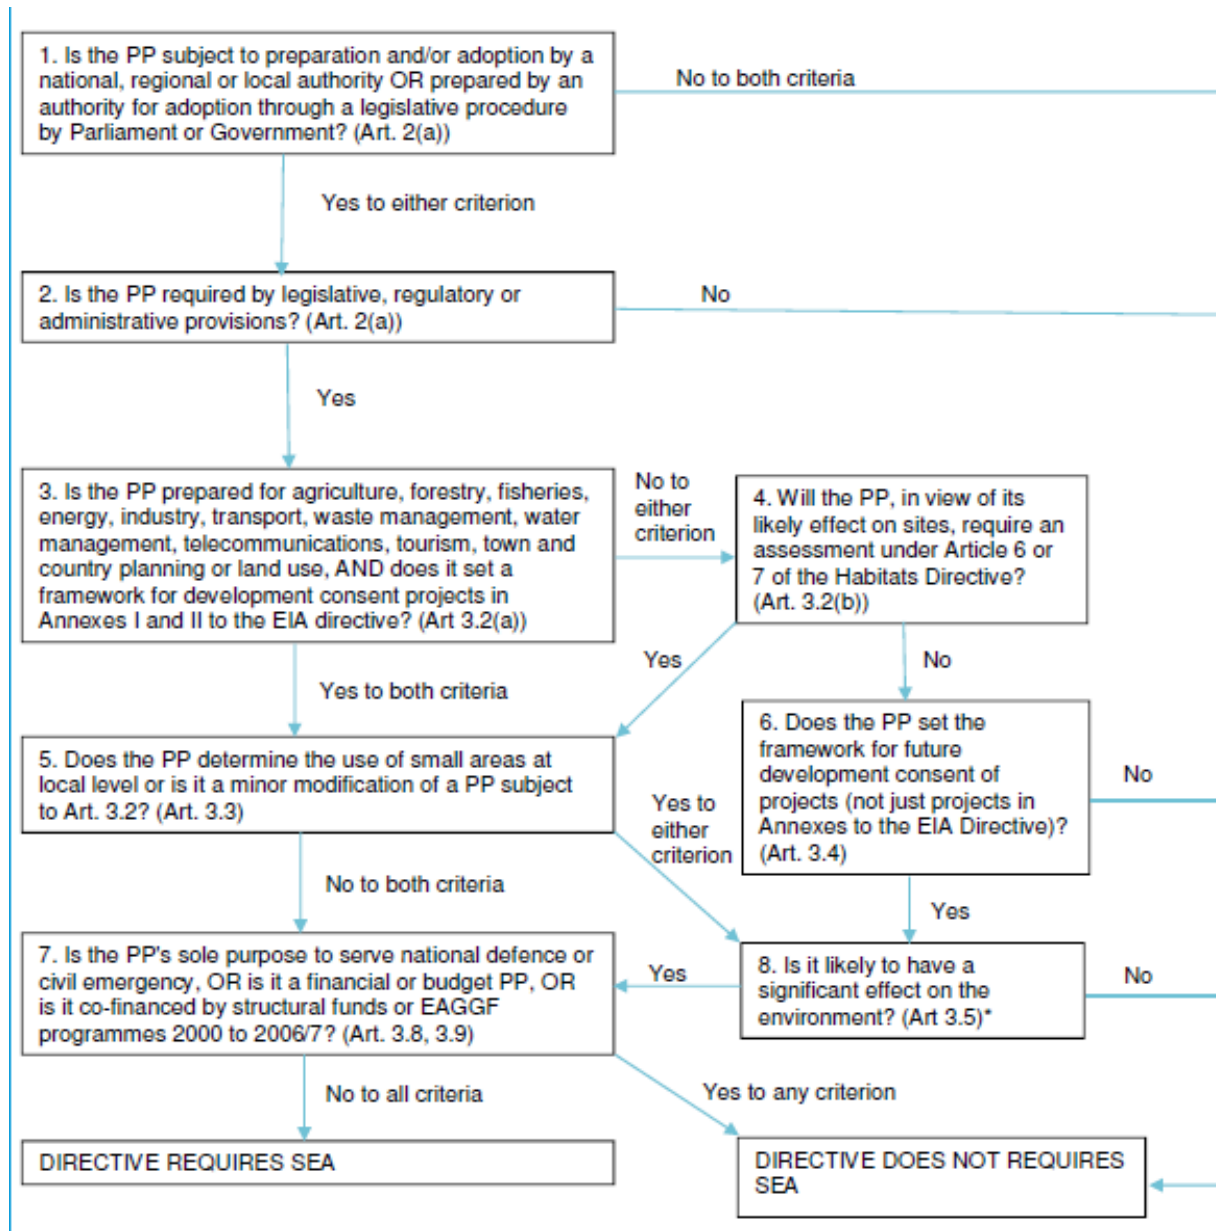 1. Is the PP subject to preparation and/or adoption by a
national, regional or local authority OR prepared by an
authority for adoption through a legislative procedure
by Parliament or Government? (Art. 2(a))
No to both criteria
Yes to either criterion
2. Is the PP required by legislative, regulatory or
administrative provisions? (Art. 2(a))
No
Yes
3. Is the PP prepared for agriculture, forestry, fisheries,
energy, industry, transport, waste management, water
management, telecommunications, tourism, town and
country planning or land use, AND does it set a
framework for development consent projects in
Annexes I and II to the EIA directive? (Art 3.2(a))
No to
either
criterion
4. Will the PP, in view of its
likely effect on sites, require an
assessment under Article 6 or
7 of the Habitats Directive?
(Art. 3.2(b))
Yes to both criteria
Yes
No
5. Does the PP determine the use of small areas at
local level or is it a minor modification of a PP subject
to Art. 3.2? (Art. 3.3)
6. Does the PP set the
framework for future
development consent of
projects (not just projects in
Annexes to the EIA Directive)?
(Art. 3.4)
No
Yes to
either
criterion
No to both criteria
Yes
7. Is the PP's sole purpose to serve national defence or
civil emergency, OR is it a financial or budget PP, OR
is it co-financed by structural funds or EAGGF
programmes 2000 to 2006/7? (Art. 3.8, 3.9)
Yes
8. Is it likely to have a
significant effect on the
environment? (Art 3.5)*
No
No to all criteria
Yes to any criterion
DIRECTIVE REQUIRES SEA
DIRECTIVE DOES NOT REQUIRES
SEA